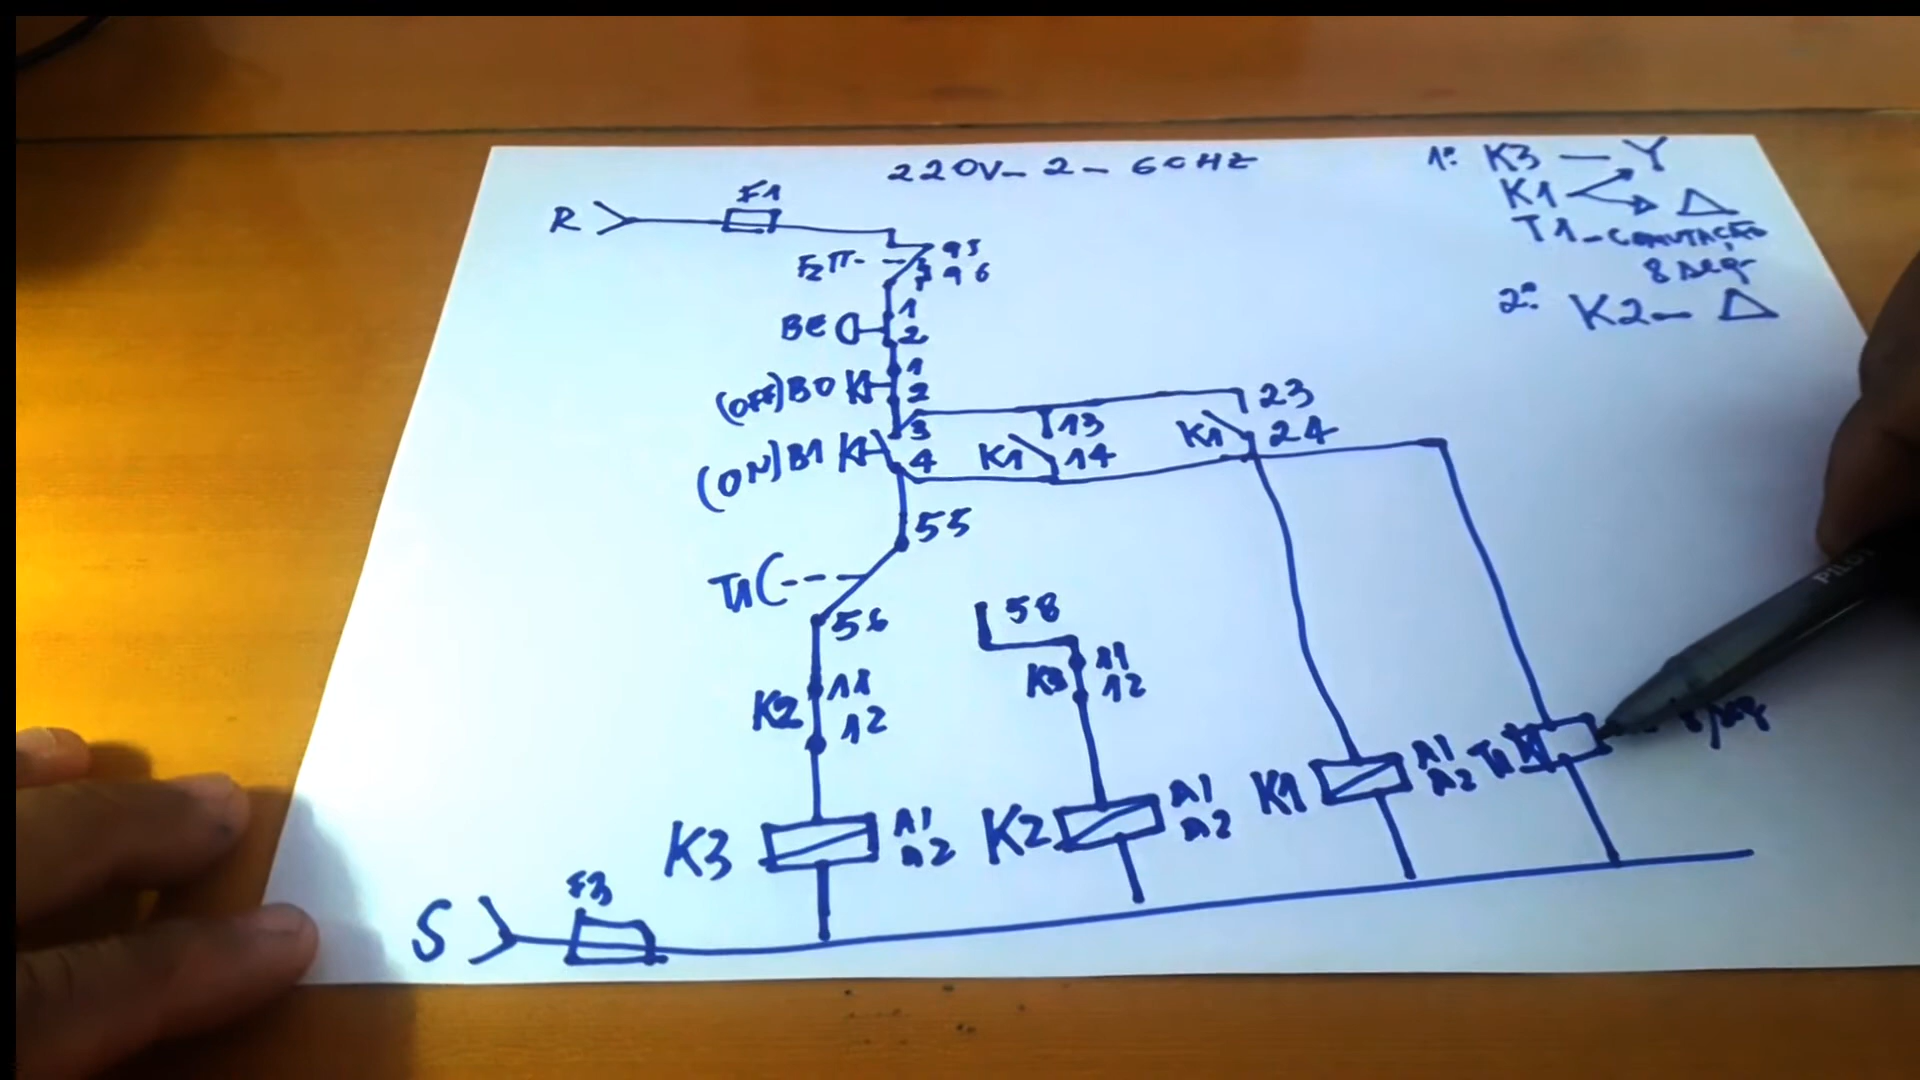 220V- 2 - 60HZ
1º: K3 — Y
K1 Δ
T1 - COMUTAÇÃO
8 seg
2º: K2 - Δ
F1
R
95
96
F2
BE
1
2
(OFF) B0
1
2
(ON) B1
3
4
K1
13
14
K1
23
24
55
T1
56
58
K2
11
12
K3
11
12
K3
A1
A2
K2
A1
A2
K1
A1
A2
T1
F3
S
PILOT